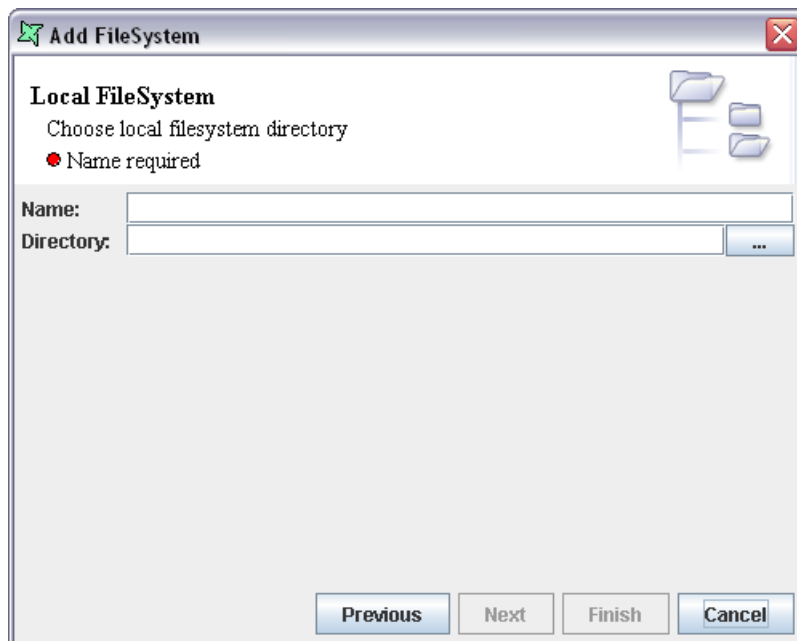 Add FileSystem
Local FileSystem
Choose local filesystem directory
Name required
Name:
Directory:
...
Previous Next Finish Cancel